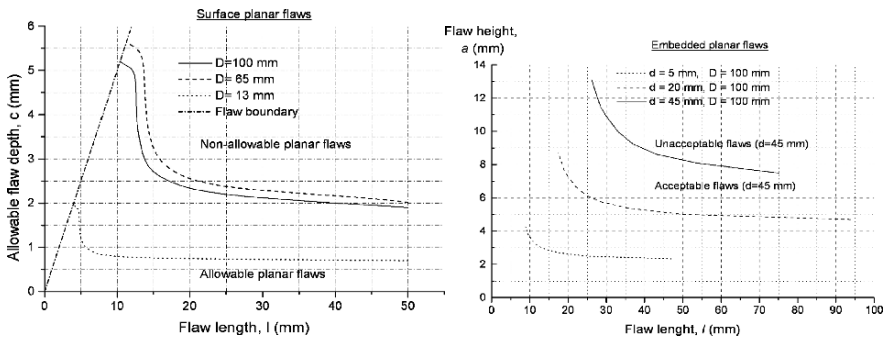 Surface planar flaws
Allowable flaw depth, c (mm)
6
5
4
3
2
1
0
D=100 mm
D= 65 mm
D= 13 mm
Flaw boundary
Non-allowable planar flaws
Allowable planar flaws
0 10 20 30 40 50
Flaw length, l (mm)
Flaw height,
a (mm)
Embedded planar flaws
14
12
10
8
6
4
2
0
d = 5 mm, D = 100 mm
d = 20 mm, D = 100 mm
d = 45 mm, D = 100 mm
Unacceptable flaws (d=45 mm)
Acceptable flaws (d=45 mm)
0 10 20 30 40 50 60 70 80 90 100
Flaw lenght, l (mm)